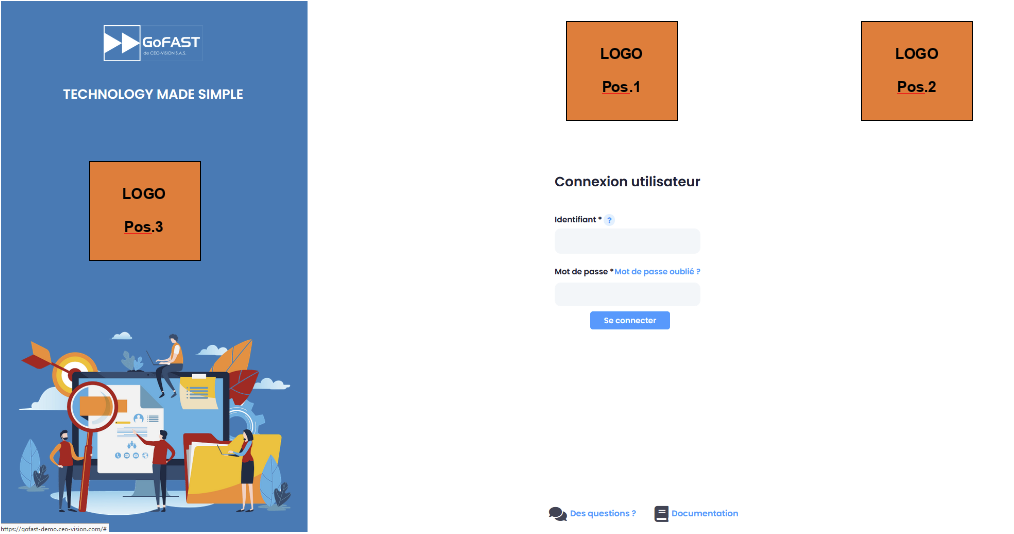 GoFAST
de CEO-VISION S.A.S.
TECHNOLOGY MADE SIMPLE
LOGO
Pos.3
https://gofast-demo.ceo-vision.com/#
LOGO
Pos.1
LOGO
Pos.2
Connexion utilisateur
Identifiant * ?
Mot de passe * Mot de passe oublié ?
Se connecter
Des questions ? Documentation